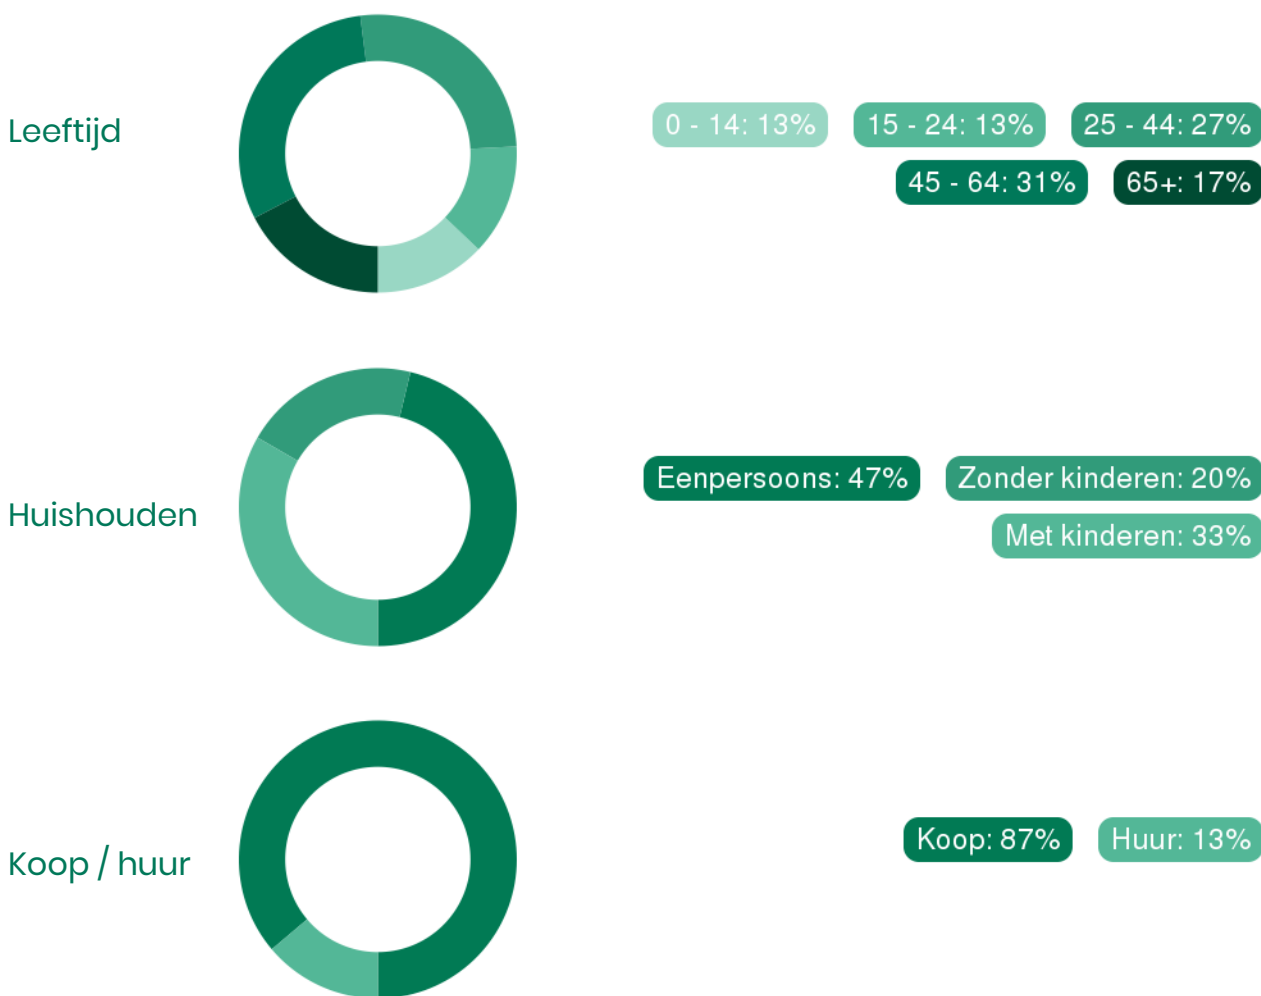 Leeftijd
0 - 14: 13% 15 - 24: 13% 25 - 44: 27%
45 - 64: 31% 65+: 17%
Huishouden
Eenpersoons: 47% Zonder kinderen: 20%
Met kinderen: 33%
Koop / huur
Koop: 87% Huur: 13%